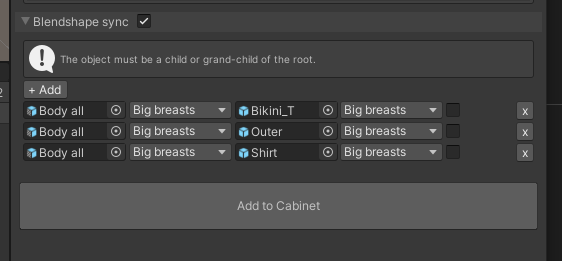 Blendshape sync
The object must be a child or grand-child of the root.
+ Add
Body all Big breasts Bikini_T Big breasts x
Body all Big breasts Outer Big breasts x
Body all Big breasts Shirt Big breasts x
Add to Cabinet